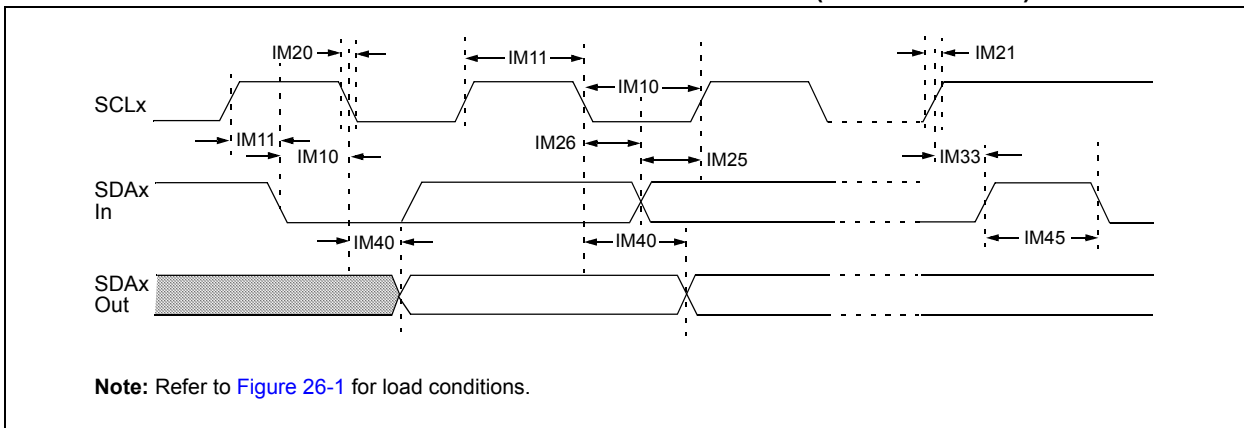 IM20
IM11
IM21
SCLx
IM10
IM11
IM10
IM26
IM25
IM33
SDAx
In
IM40
IM40
IM45
SDAx
Out
Note: Refer to Figure 26-1 for load conditions.